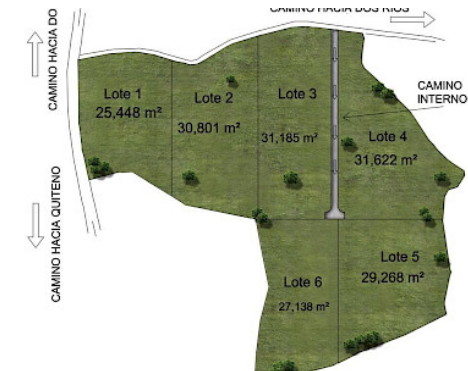 CAMINO HACIA DOS RIOS
CAMINO HACIA DO
CAMINO
INTERNO
Lote 1
25,448 m²
Lote 2
30,801 m²
Lote 3
31,185 m²
Lote 4
31,622 m²
CAMINO HACIA QUITENO
Lote 5
29,268 m²
Lote 6
27,138 m²